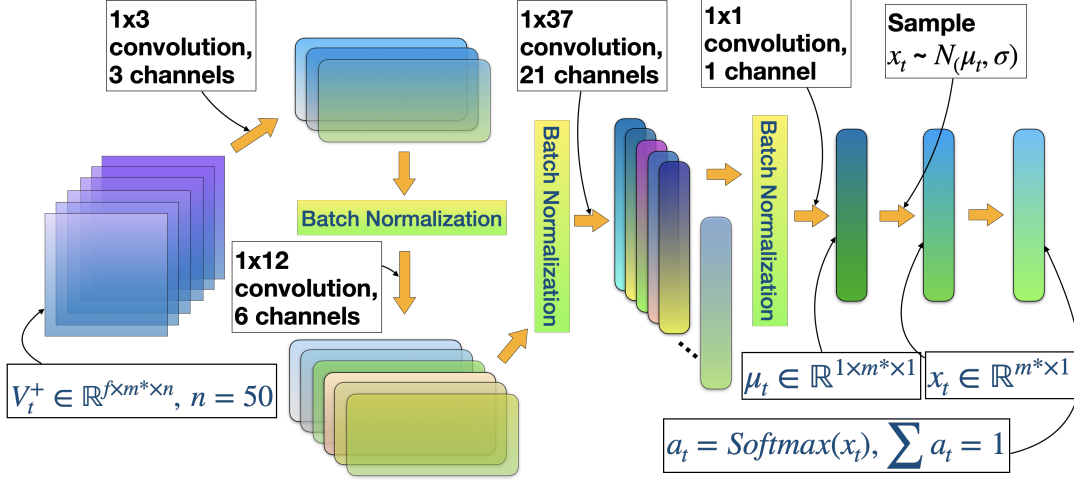 1x3
convolution,
3 channels
Batch Normalization
1x12
convolution,
6 channels
V_t^+ ∈ ℝ^{f×m*×n}, n = 50
1x37
convolution,
21 channels
Batch Normalization
1x1
convolution,
1 channel
Batch Normalization
Sample
x_t ~ N(μ_t, σ)
μ_t ∈ ℝ^{1×m*×1}
x_t ∈ ℝ^{m*×1}
a_t = Softmax(x_t), ∑ a_t = 1